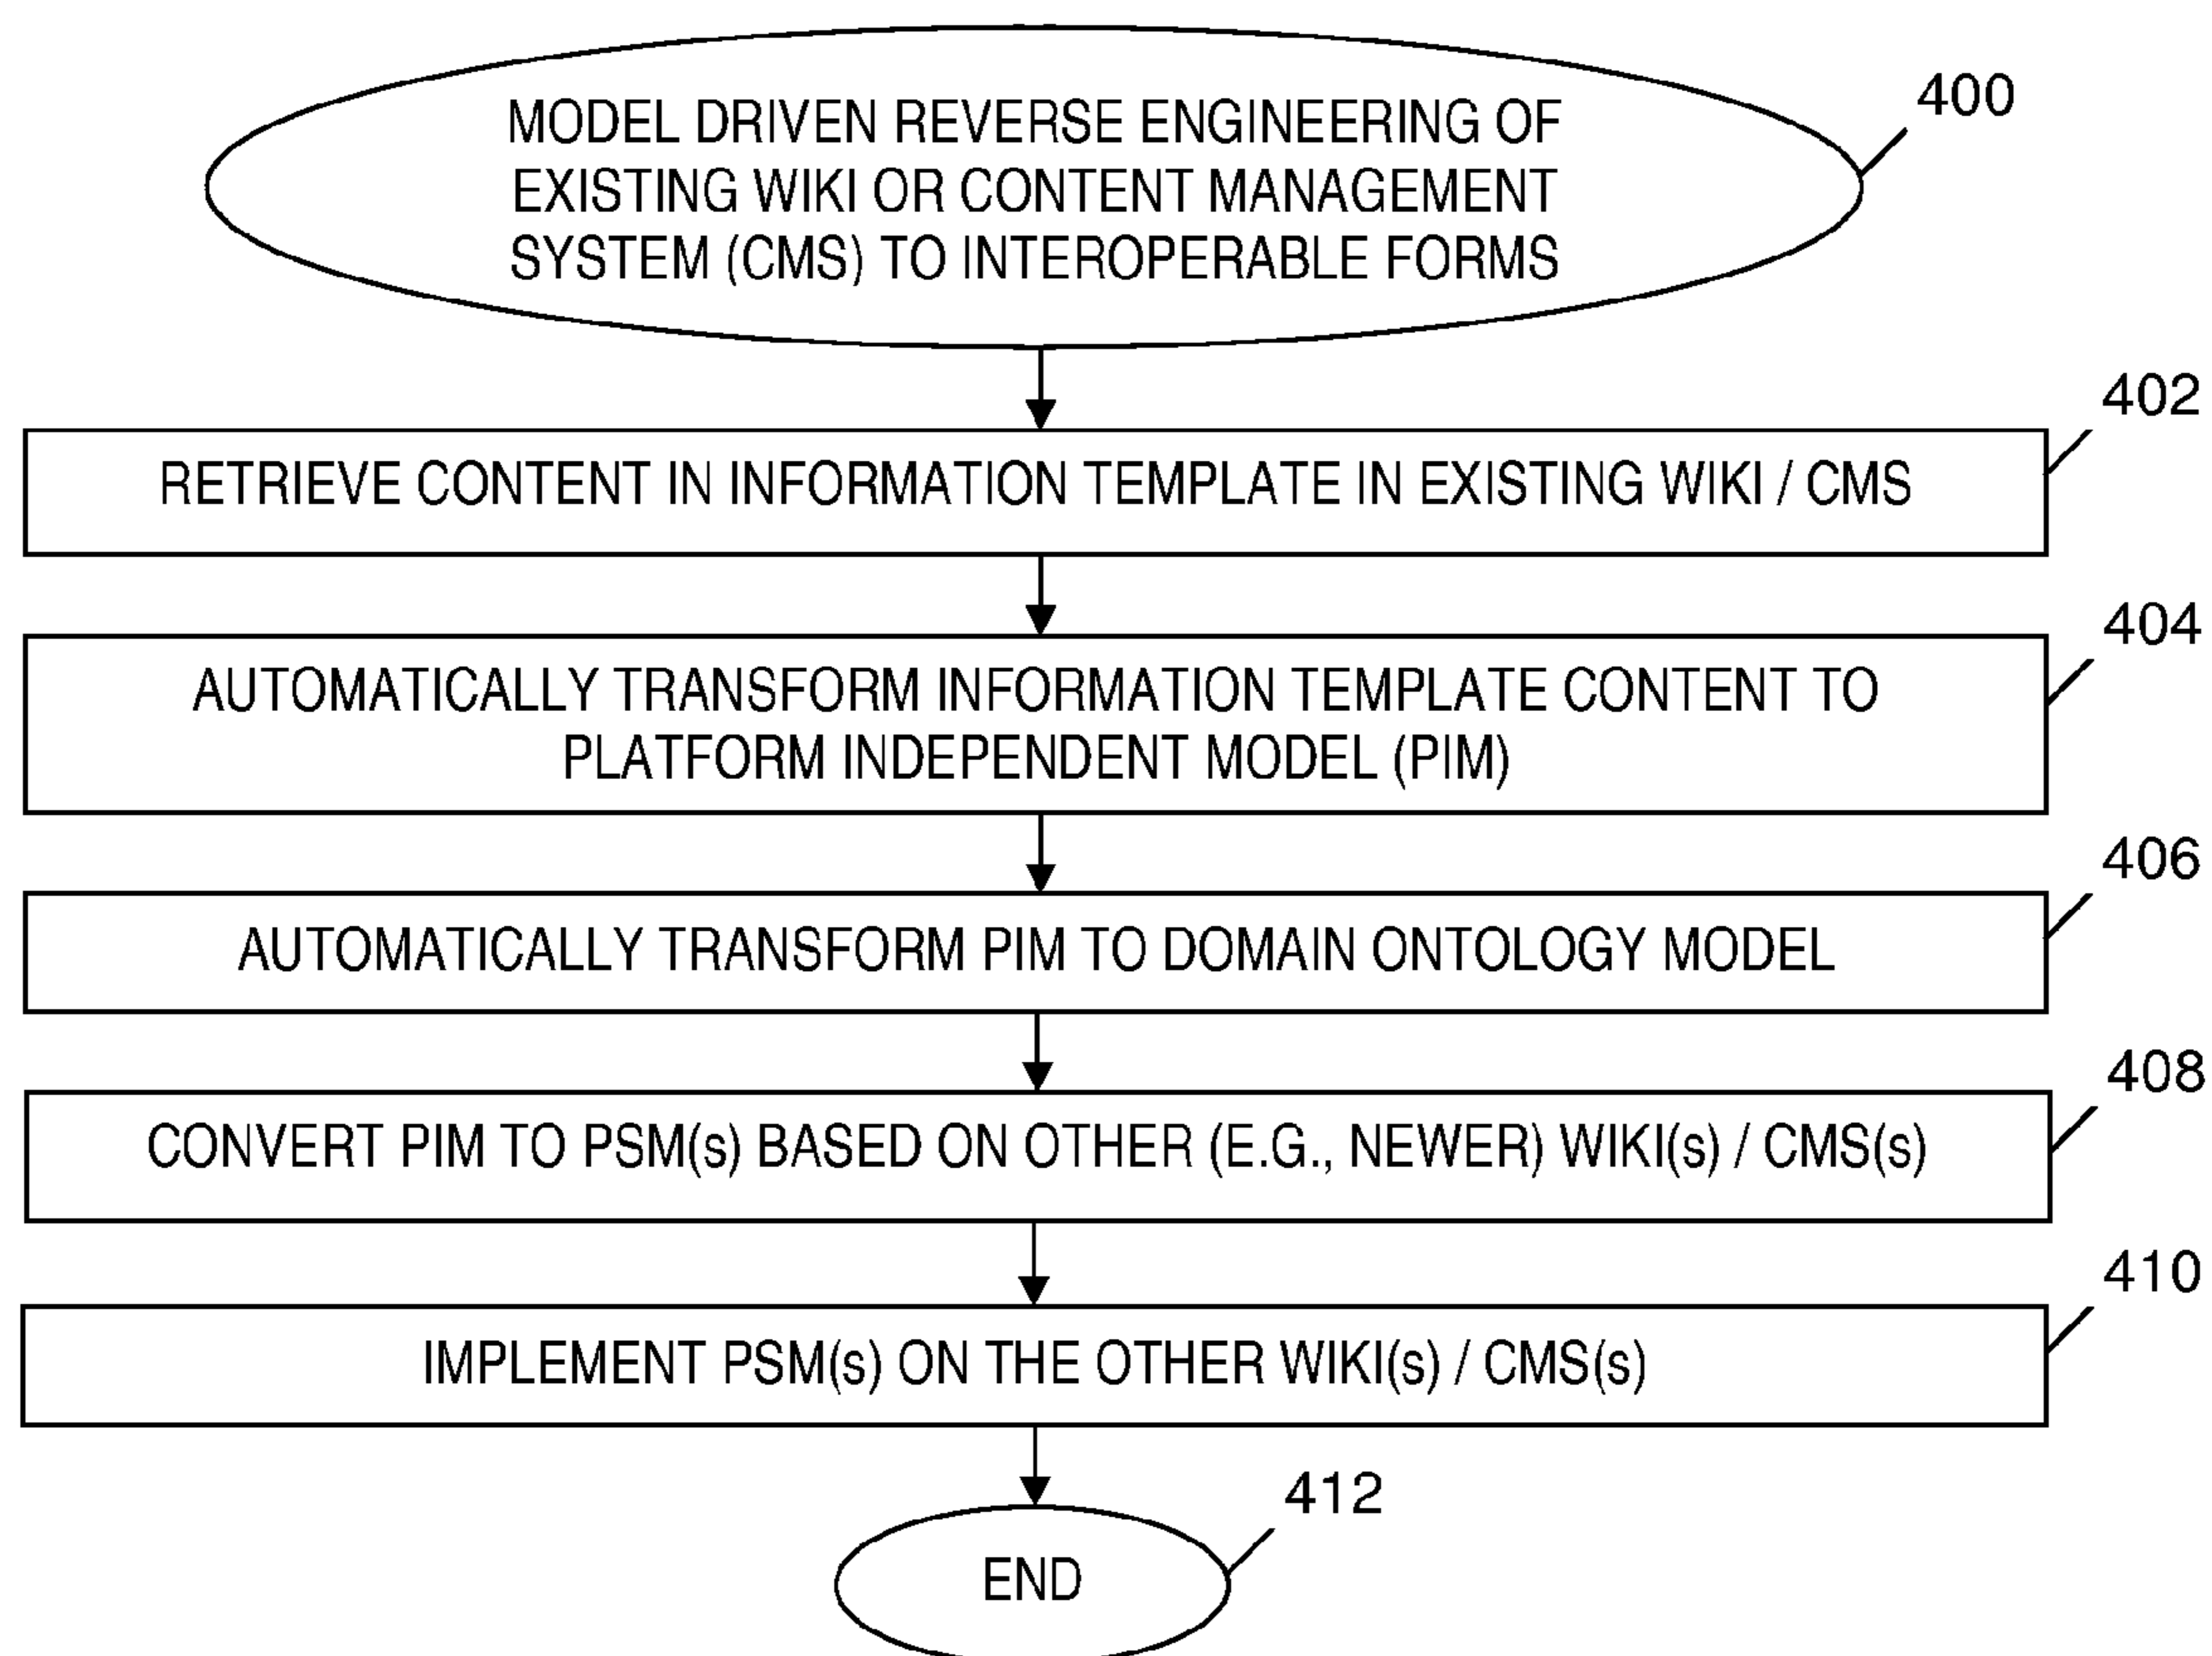 MODEL DRIVEN REVERSE ENGINEERING OF
EXISTING WIKI OR CONTENT MANAGEMENT
SYSTEM (CMS) TO INTEROPERABLE FORMS
400
402
RETRIEVE CONTENT IN INFORMATION TEMPLATE IN EXISTING WIKI / CMS
404
AUTOMATICALLY TRANSFORM INFORMATION TEMPLATE CONTENT TO
PLATFORM INDEPENDENT MODEL (PIM)
406
AUTOMATICALLY TRANSFORM PIM TO DOMAIN ONTOLOGY MODEL
408
CONVERT PIM TO PSM(s) BASED ON OTHER (E.G., NEWER) WIKI(s) / CMS(s)
410
IMPLEMENT PSM(s) ON THE OTHER WIKI(s) / CMS(s)
412
END